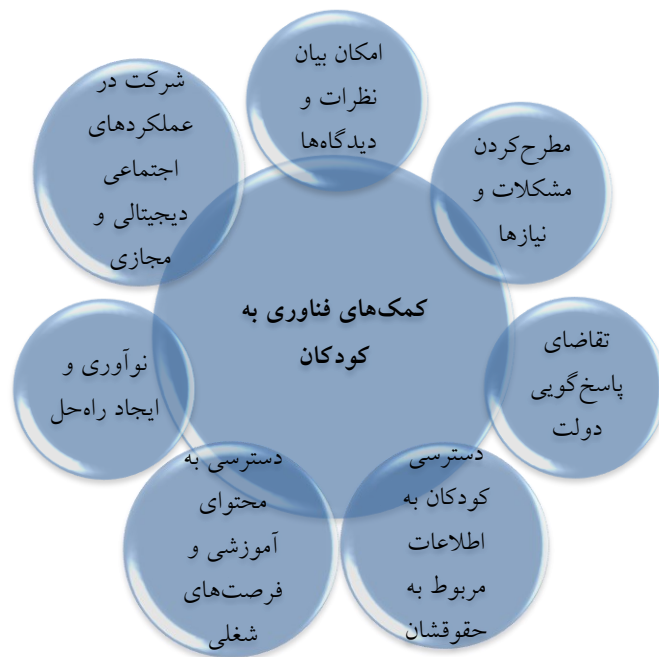 کمک‌های فناوری به
کودکان
امکان بیان
نظرات و
دیدگاه‌ها
مطرح‌کردن
مشکلات و
نیازها
تقاضای
پاسخ‌گویی
دولت
دسترسی
کودکان به
اطلاعات
مربوط به
حقوقشان
دسترسی به
محتوای
آموزشی و
فرصت‌های
شغلی
نوآوری و
ایجاد راه‌حل
شرکت در
عملکردهای
اجتماعی
دیجیتالی و
مجازی